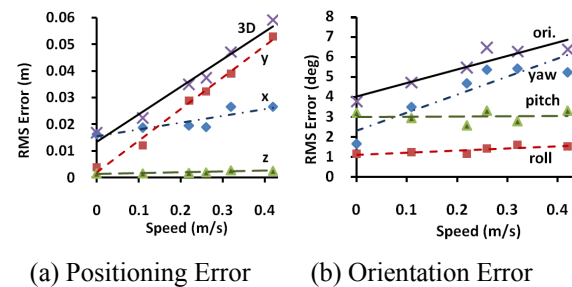 RMS Error (m)
0.06
0.05
0.04
0.03
0.02
0.01
0
3D
y
x
z
0 0.1 0.2 0.3 0.4
Speed (m/s)
(a) Positioning Error
RMS Error (deg)
9
8
7
6
5
4
3
2
1
0
ori.
yaw
pitch
roll
0 0.1 0.2 0.3 0.4
Speed (m/s)
(b) Orientation Error